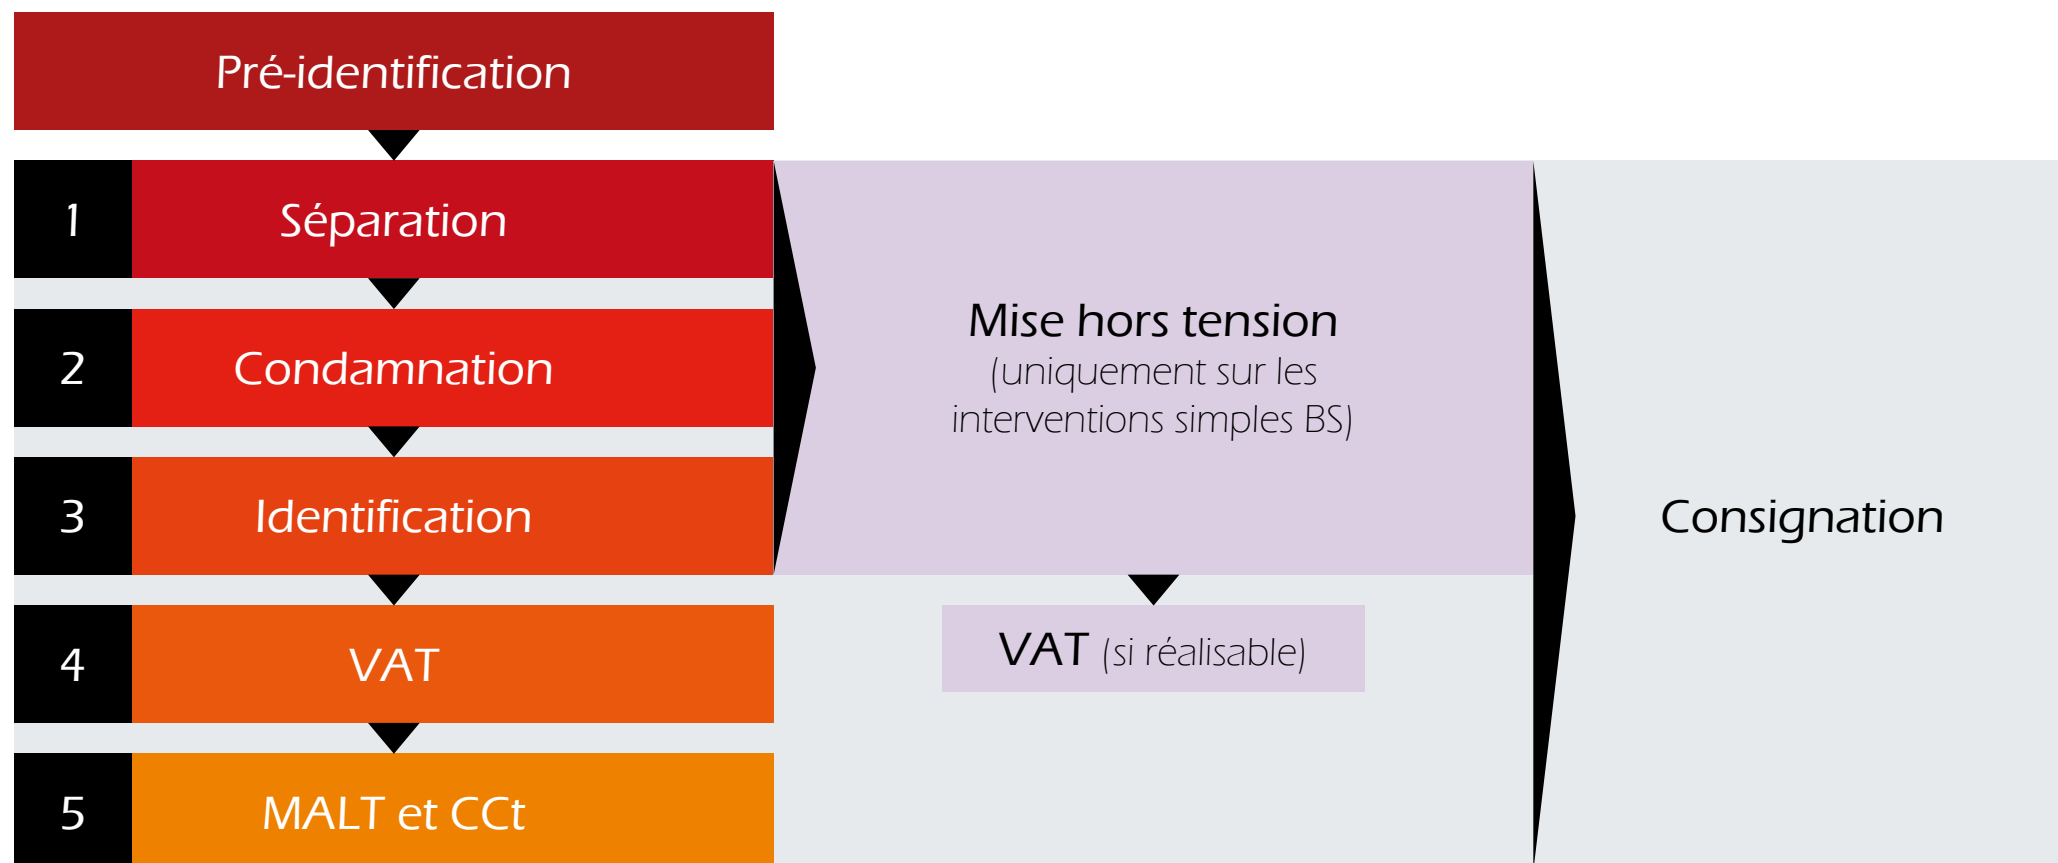 Pré-identification
1 Séparation
2 Condamnation
3 Identification
4 VAT
5 MALT et CCt
Mise hors tension
(uniquement sur les
interventions simples BS)
VAT (si réalisable)
Consignation